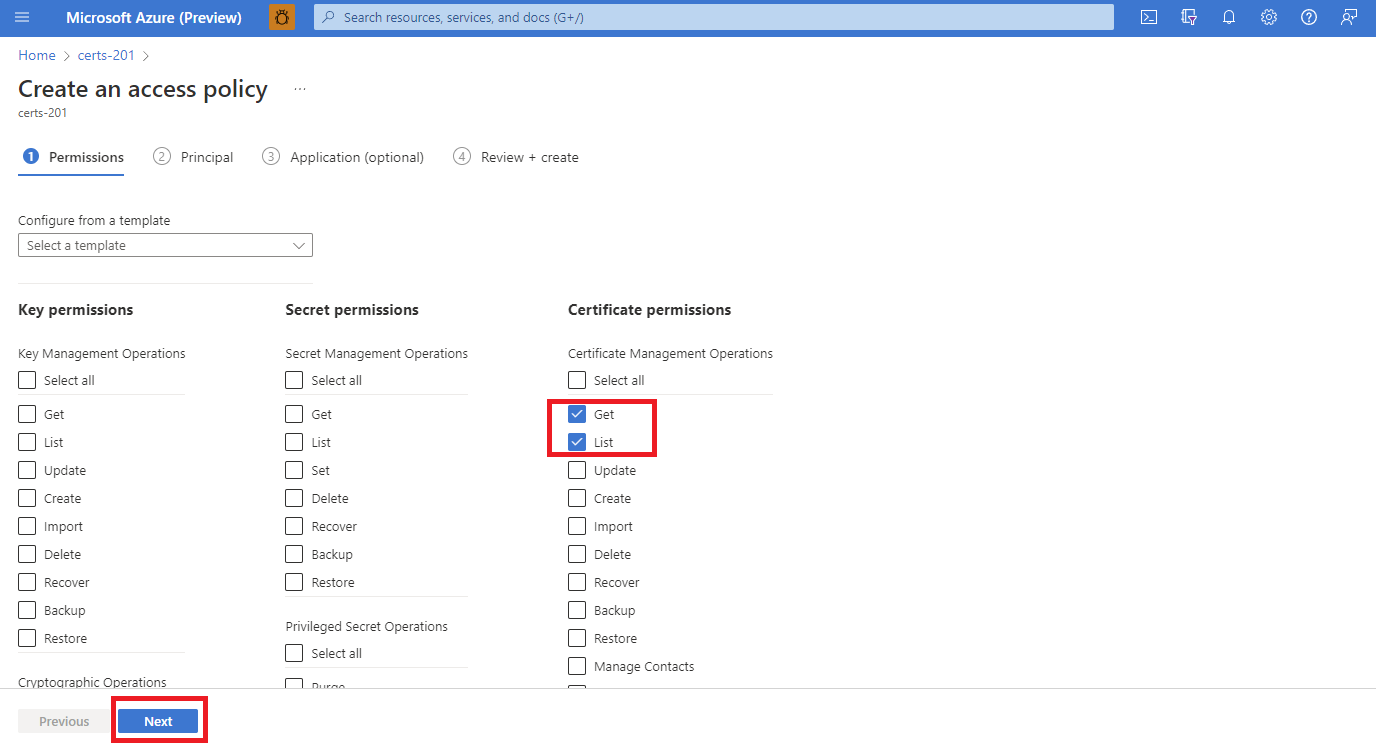 Microsoft Azure (Preview)
Search resources, services, and docs (G+/)
Home > certs-201 >
Create an access policy ...
certs-201
1 Permissions
2 Principal
3 Application (optional)
4 Review + create
Configure from a template
Select a template
Key permissions
Key Management Operations
Select all
Get
List
Update
Create
Import
Delete
Recover
Backup
Restore
Cryptographic Operations
Secret permissions
Secret Management Operations
Select all
Get
List
Set
Delete
Recover
Backup
Restore
Privileged Secret Operations
Select all
Purge
Certificate permissions
Certificate Management Operations
Select all
Get
List
Update
Create
Import
Delete
Recover
Backup
Restore
Manage Contacts
Previous
Next